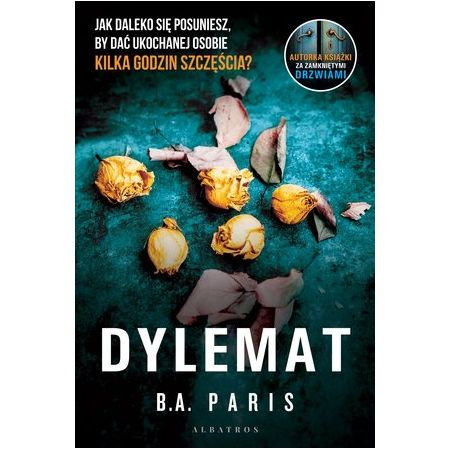 JAK DALEKO SIĘ POSUNIESZ,
BY DAĆ UKOCHANEJ OSOBIE
KILKA GODZIN SZCZĘŚCIA?
AUTORKA KSIĄŻKI
ZA ZAMKNIĘTYMI
DRZWIAMI
DYLEMAT
B.A. PARIS
ALBATROS